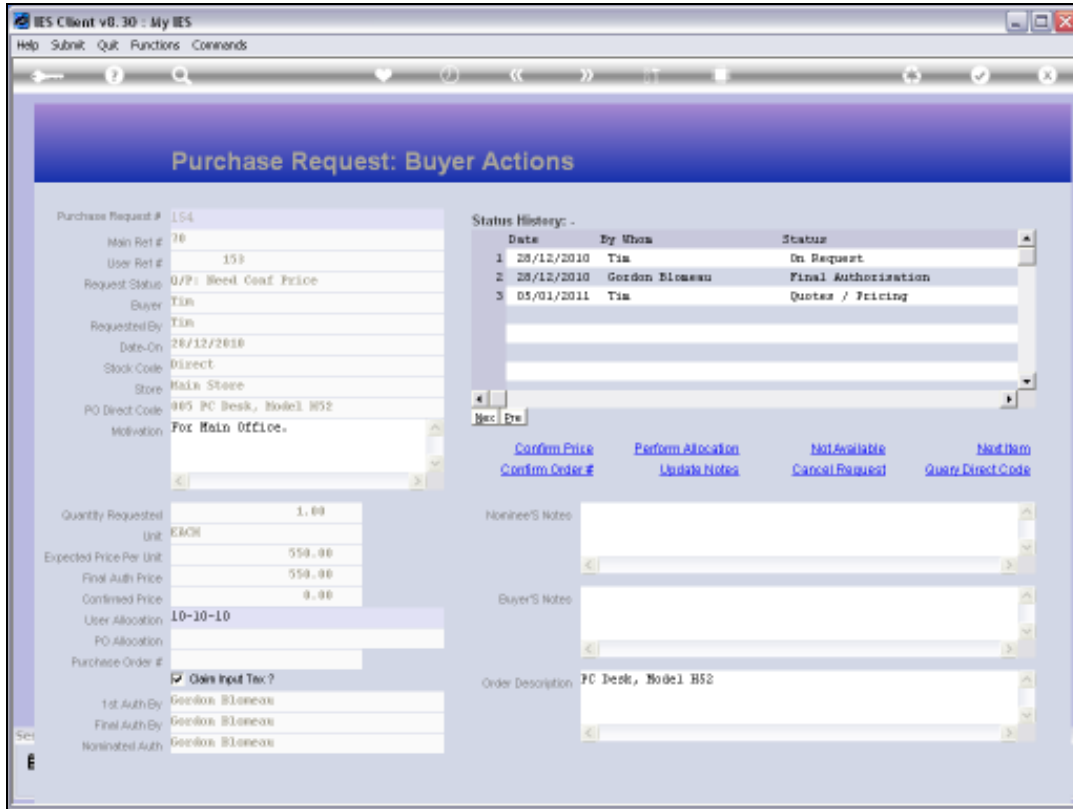 IES Client v8.30 : My IES
Help Submit Quit Functions Commands
Purchase Request: Buyer Actions
Purchase Request # 154
Main Ref # 70
User Ref # 153
Request Status Q/P: Need Conf Price
Buyer Tim
Requested By Tim
Date-On 28/12/2010
Stock Code Direct
Store Main Store
PO Direct Code 005 PC Desk, Model H52
Motivation For Main Office.
Quantity Requested 1.00
Unit EACH
Expected Price Per Unit 550.00
Final Auth Price 550.00
Confirmed Price 0.00
User Allocation 10-10-10
PO Allocation
Purchase Order #
Claim Input Tax ?
1st Auth By Gordon Blomeau
Final Auth By Gordon Blomeau
Nominated Auth Gordon Blomeau
Status History: -
Date By Whom Status
1 28/12/2010 Tim On Request
2 28/12/2010 Gordon Blomeau Final Authorisation
3 05/01/2011 Tim Quotes / Pricing
Nex Pre
Confirm Price Perform Allocation Not Available Next Item
Confirm Order # Update Notes Cancel Request Query Direct Code
Nominee'S Notes
Buyer'S Notes
Order Description PC Desk, Model H52